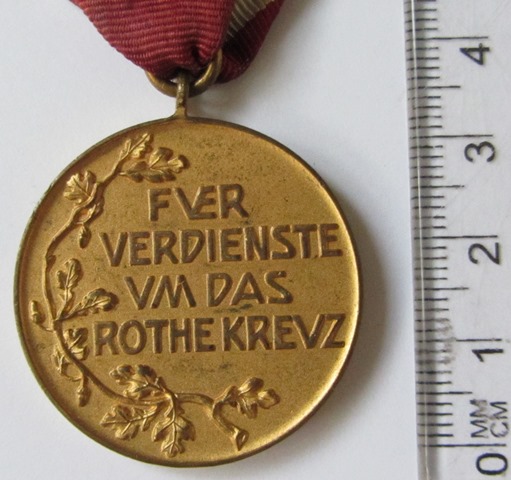 FVER
VERDIENSTE
VM DAS
ROTHE KREVZ
4
3
2
1
0 MM
CM